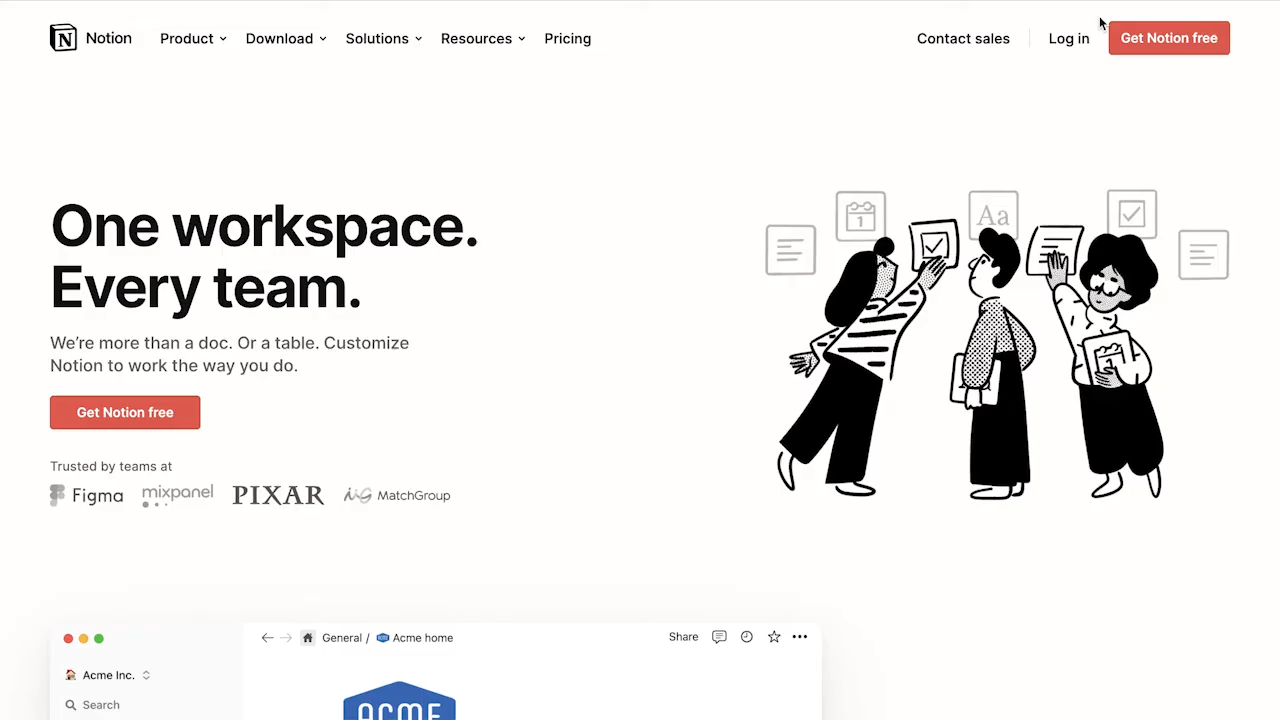 Notion Product Download Solutions Resources Pricing Contact sales Log in Get Notion free
One workspace.
Every team.
We're more than a doc. Or a table. Customize
Notion to work the way you do.
Get Notion free
Trusted by teams at
Figma mixpanel PIXAR MatchGroup
1
Aa
General / Acme home Share
Acme Inc.
Search
ACME